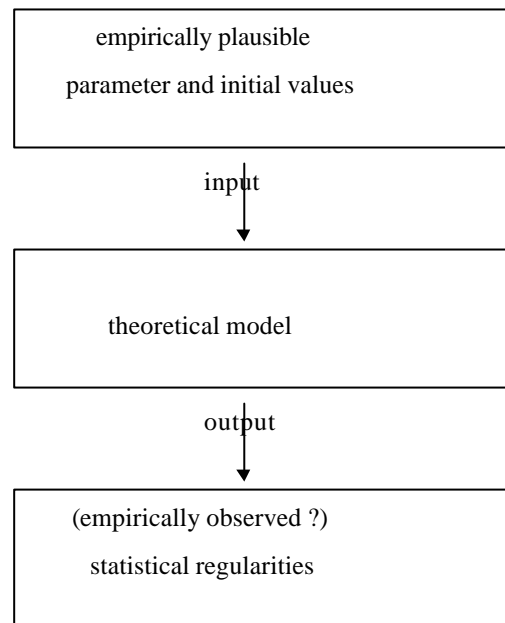 empirically plausible
parameter and initial values
input
theoretical model
output
(empirically observed ?)
statistical regularities